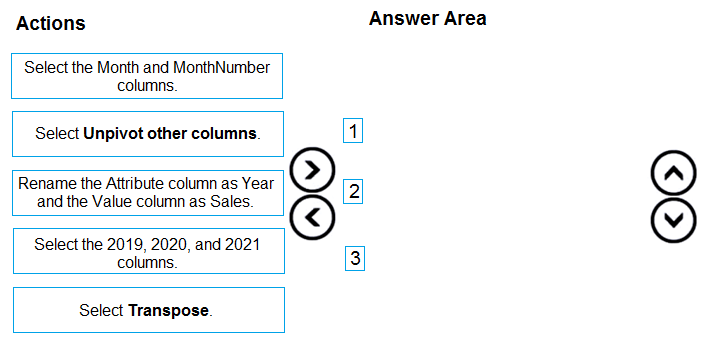 Actions
Answer Area
Select the Month and MonthNumber
columns.
Select Unpivot other columns.
1
Rename the Attribute column as Year
and the Value column as Sales.
2
Select the 2019, 2020, and 2021
columns.
3
Select Transpose.